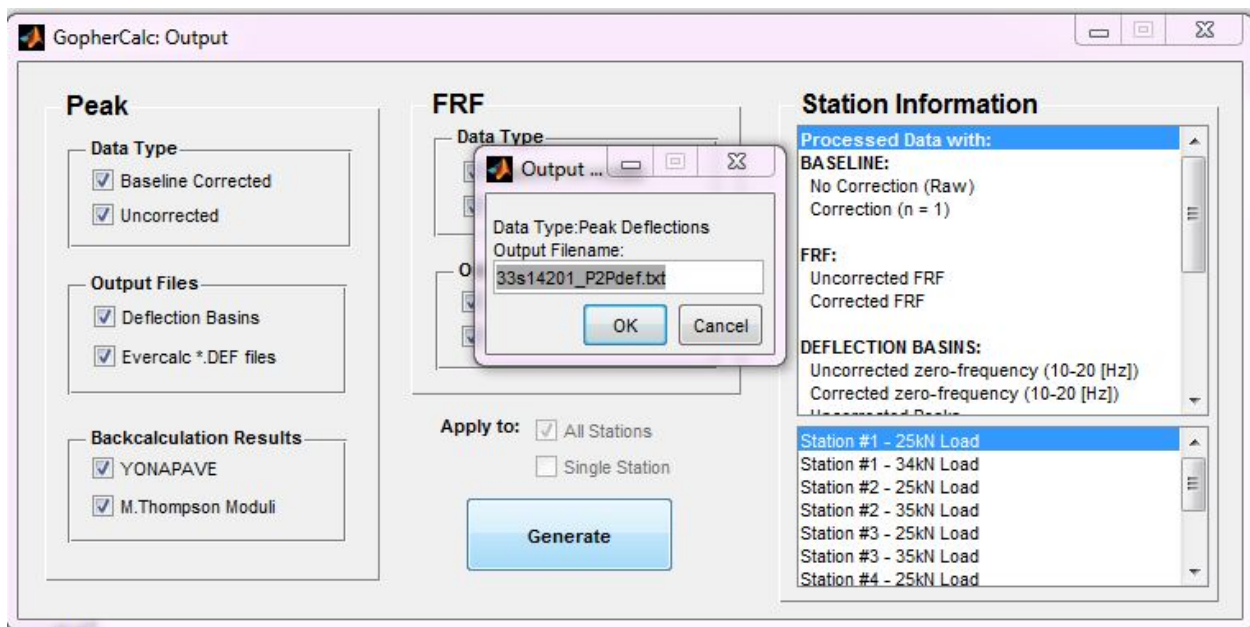 GopherCalc: Output
Peak
Data Type
Baseline Corrected
Uncorrected
Output Files
Deflection Basins
Evercalc *.DEF files
Backcalculation Results
YONAPAVE
M.Thompson Moduli
FRF
Data Type
Output ...
Data Type:Peak Deflections
Output Filename:
33s14201_P2Pdef.txt
OK
Cancel
Apply to:
All Stations
Single Station
Generate
Station Information
Processed Data with:
BASELINE:
No Correction (Raw)
Correction (n = 1)
FRF:
Uncorrected FRF
Corrected FRF
DEFLECTION BASINS:
Uncorrected zero-frequency (10-20 [Hz])
Corrected zero-frequency (10-20 [Hz])
Uncorrected Peaks
Station #1 - 25kN Load
Station #1 - 34kN Load
Station #2 - 25kN Load
Station #2 - 35kN Load
Station #3 - 25kN Load
Station #3 - 35kN Load
Station #4 - 25kN Load